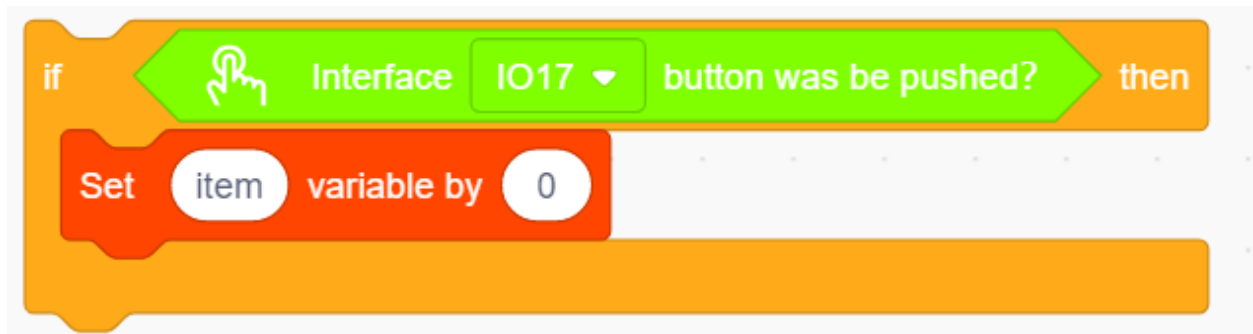 if Interface IO17 button was be pushed? then
Set item variable by 0